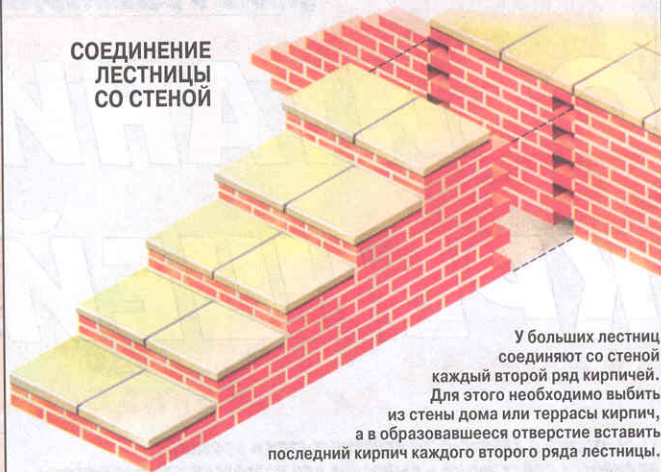 СОЕДИНЕНИЕ
ЛЕСТНИЦЫ
СО СТЕНОЙ
У больших лестниц
соединяют со стеной
каждый второй ряд кирпичей.
Для этого необходимо выбить
из стены дома или террасы кирпич,
а в образовавшееся отверстие вставить
последний кирпич каждого второго ряда лестницы.